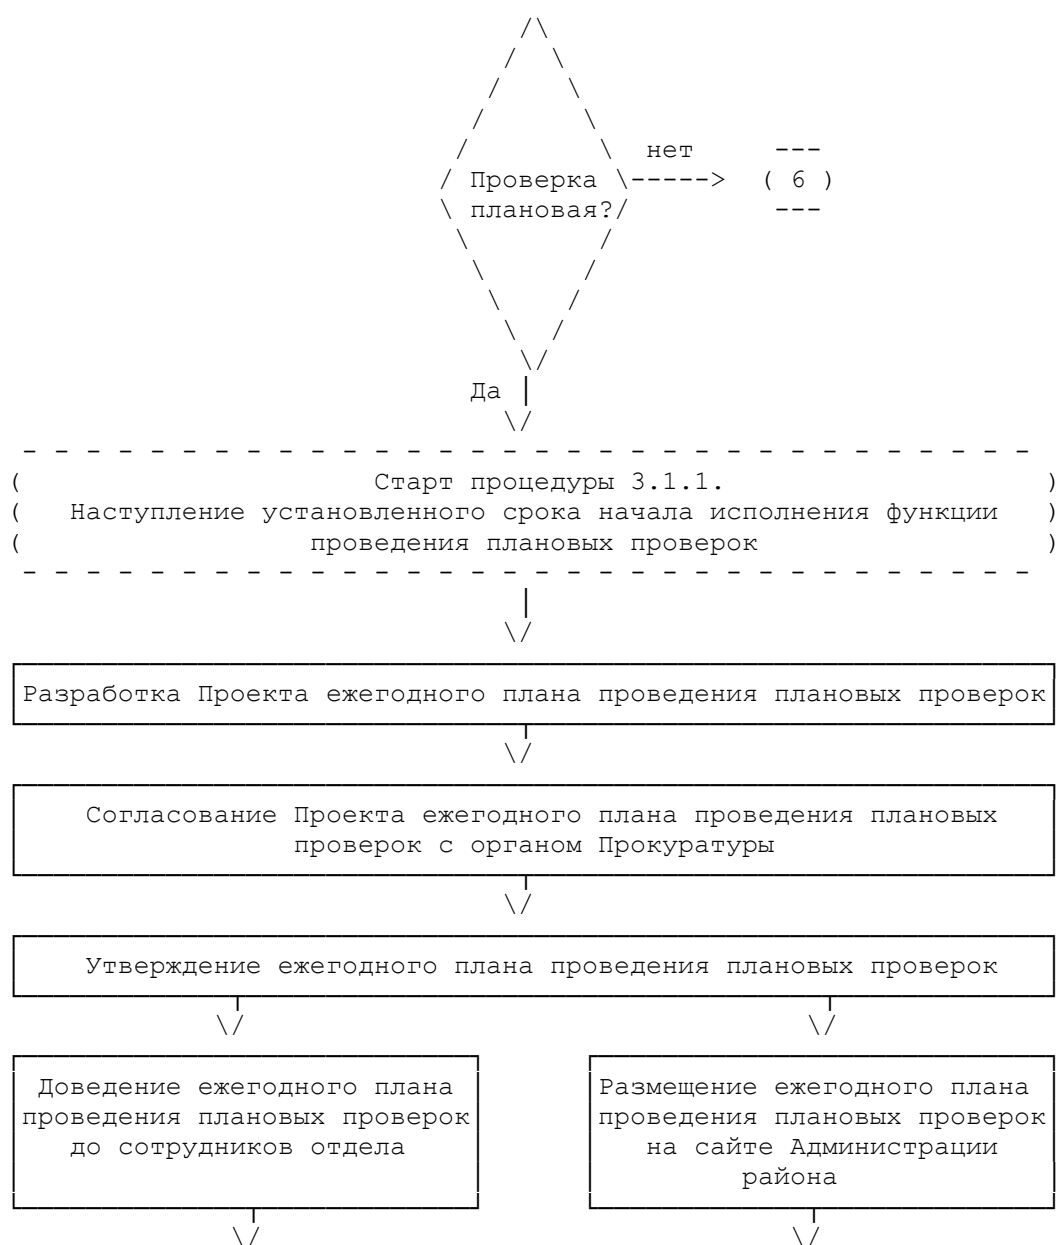 нет
( 6 )
Проверка
плановая?
Да
Старт процедуры 3.1.1.
Наступление установленного срока начала исполнения функции
проведения плановых проверок
Разработка Проекта ежегодного плана проведения плановых проверок
Согласование Проекта ежегодного плана проведения плановых
проверок с органом Прокуратуры
Утверждение ежегодного плана проведения плановых проверок
Доведение ежегодного плана
проведения плановых проверок
до сотрудников отдела
Размещение ежегодного плана
проведения плановых проверок
на сайте Администрации
района